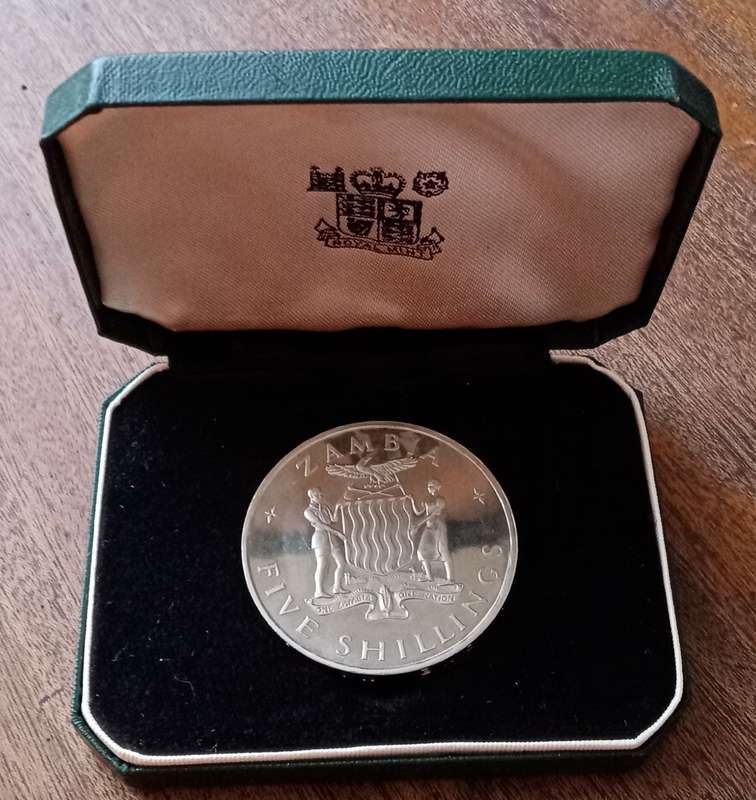 ROYAL MINT
ZAMBIA
ONE ZAMBIA ONE NATION
FIVE SHILLINGS